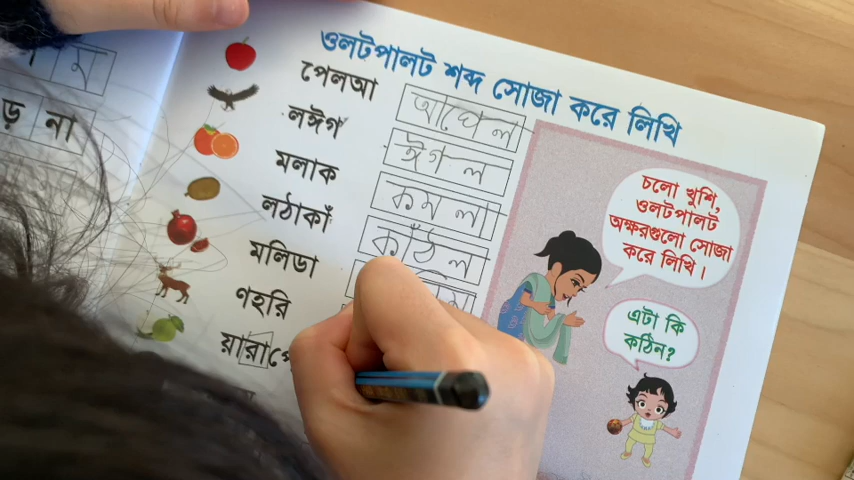 ড় না
ওলটপালট শব্দ সোজা করে লিখি
পেলআ
আপেল
লঈগ
ঈগল
মলাক
কমলা
লঠাকাঁ
কাঁঠাল
মলিডা
ণহরি
য়ারাপে
চলো খুশি,
ওলটপালট
অক্ষরগুলো সোজা
করে লিখি।
এটা কি
কঠিন?